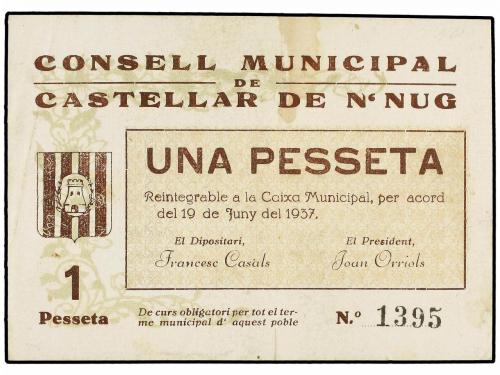 CONSELL MUNICIPAL
DE
CASTELLAR DE N'NUG
UNA PESSETA
Reintegrable a la Caixa Municipal, per acord
del 19 de Juny del 1937.
El Dipositari,
El President,
Francesc Casals
Joan Orriols
1
Pesseta
De curs obligatori per tot el ter-
me municipal d' aquest poble
N.º 1395